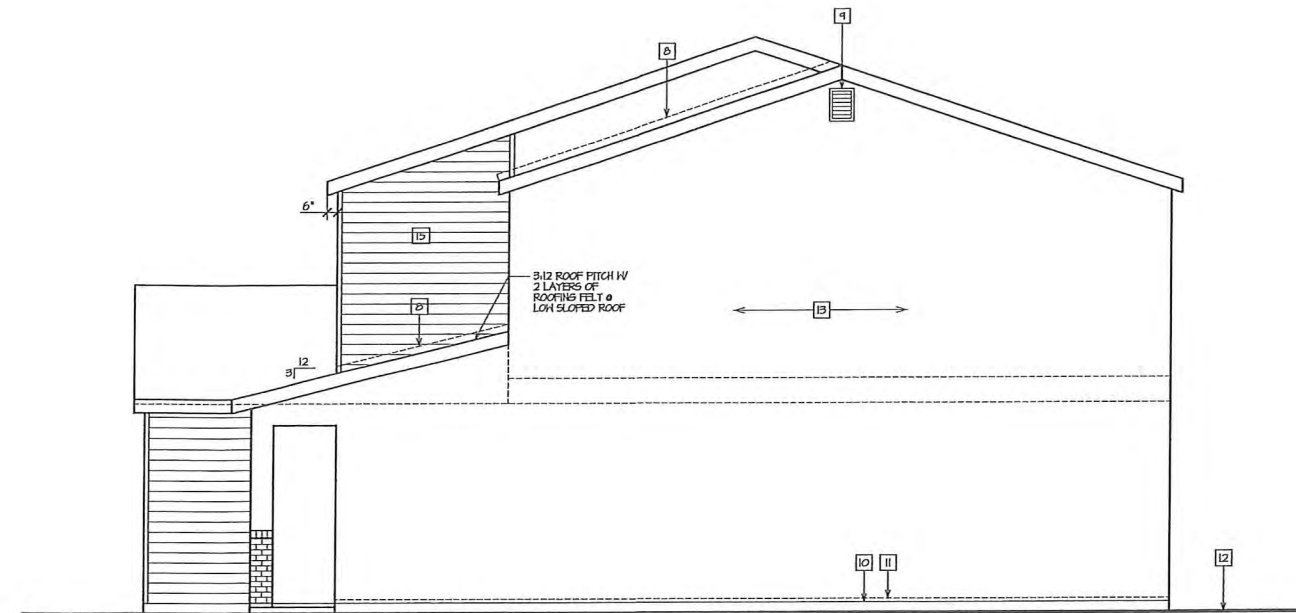 9
8
6"
15
3:12 ROOF PITCH W/
2 LAYERS OF
ROOFING FELT @
LOW SLOPED ROOF
8
13
12
3
10 11
12